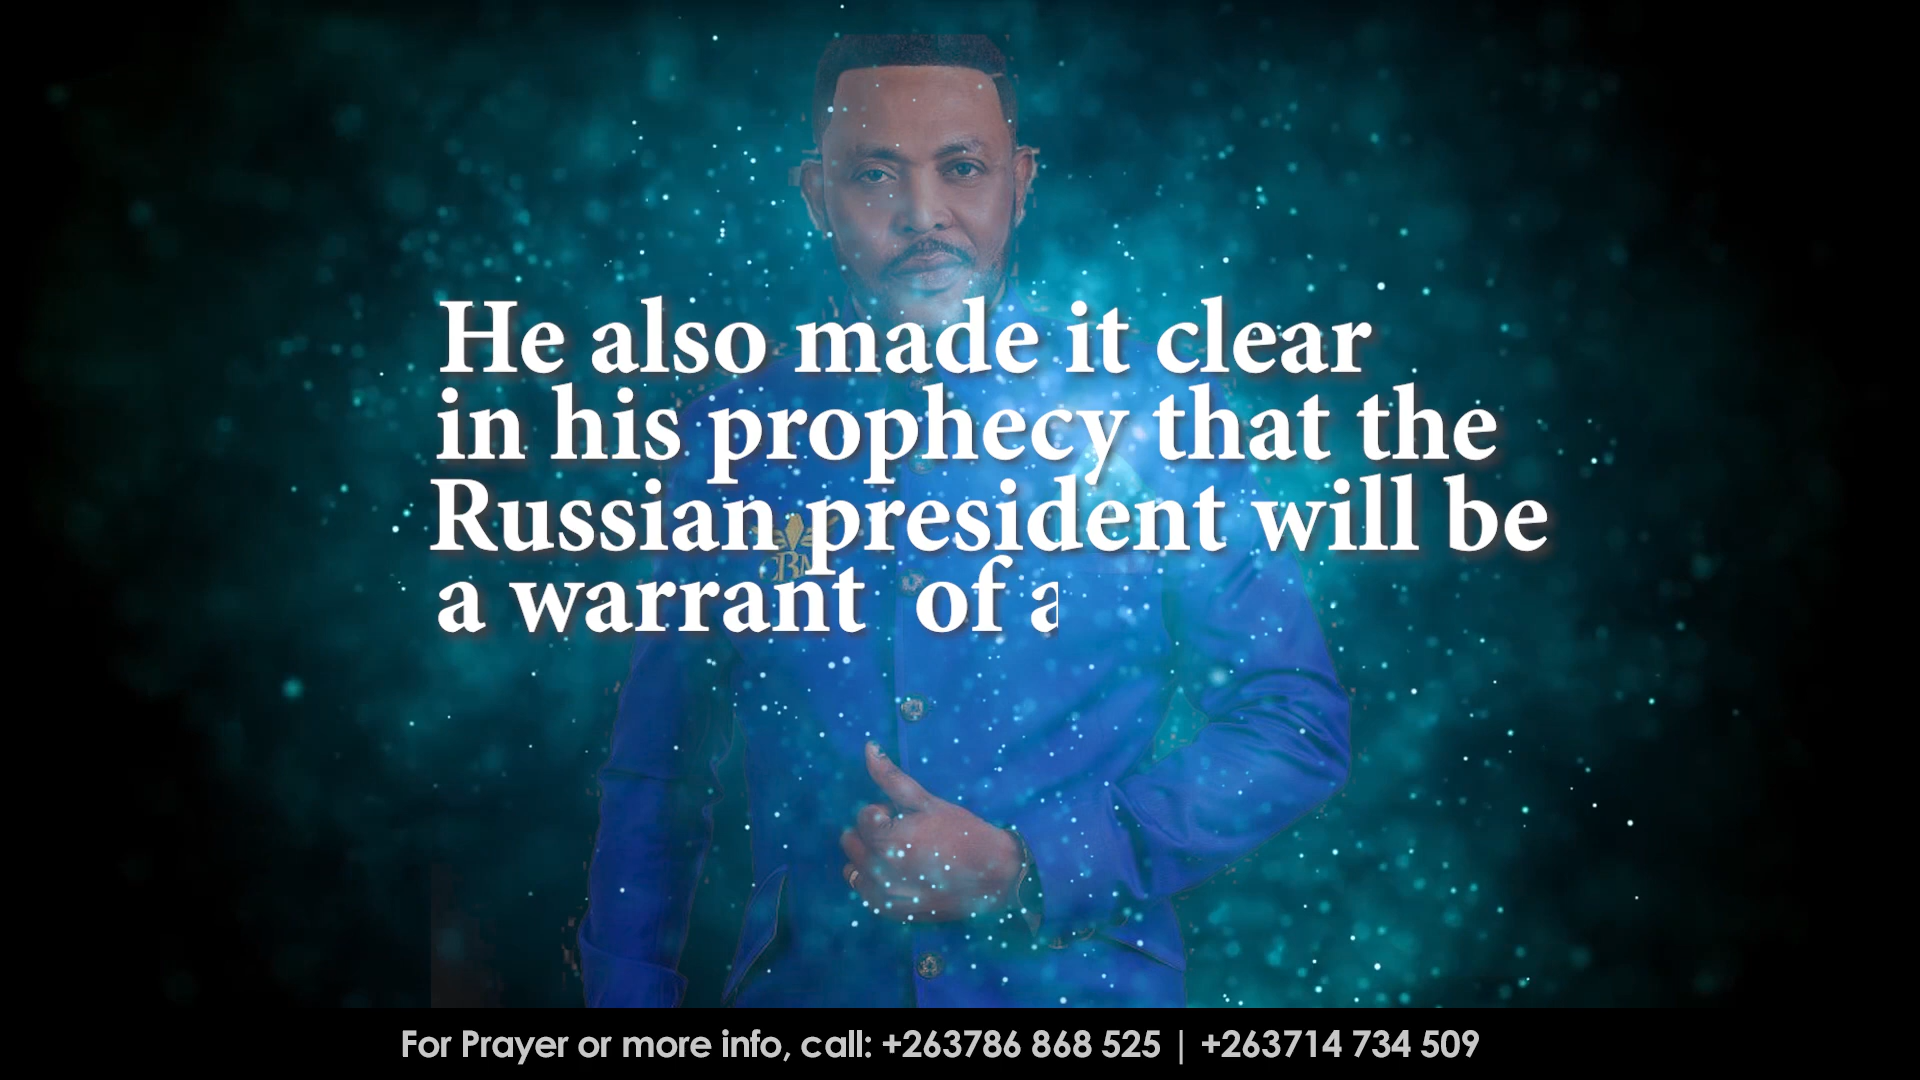 He also made it clear
in his prophecy that the
Russian president will be
a warrant of a
CBM
For Prayer or more info, call: +263786 868 525 | +263714 734 509